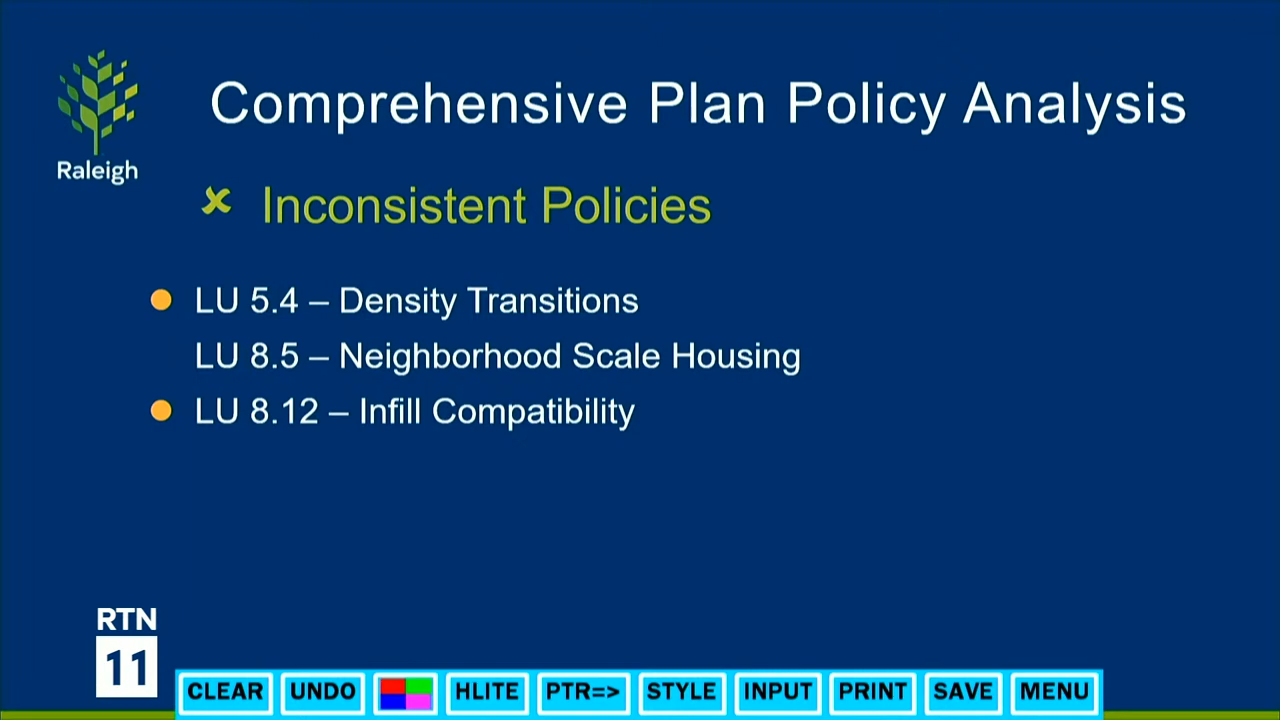 Comprehensive Plan Policy Analysis
Raleigh
Inconsistent Policies
LU 5.4 – Density Transitions
LU 8.5 – Neighborhood Scale Housing
LU 8.12 – Infill Compatibility
RTN
11
CLEAR UNDO HLITE PTR=> STYLE INPUT PRINT SAVE MENU